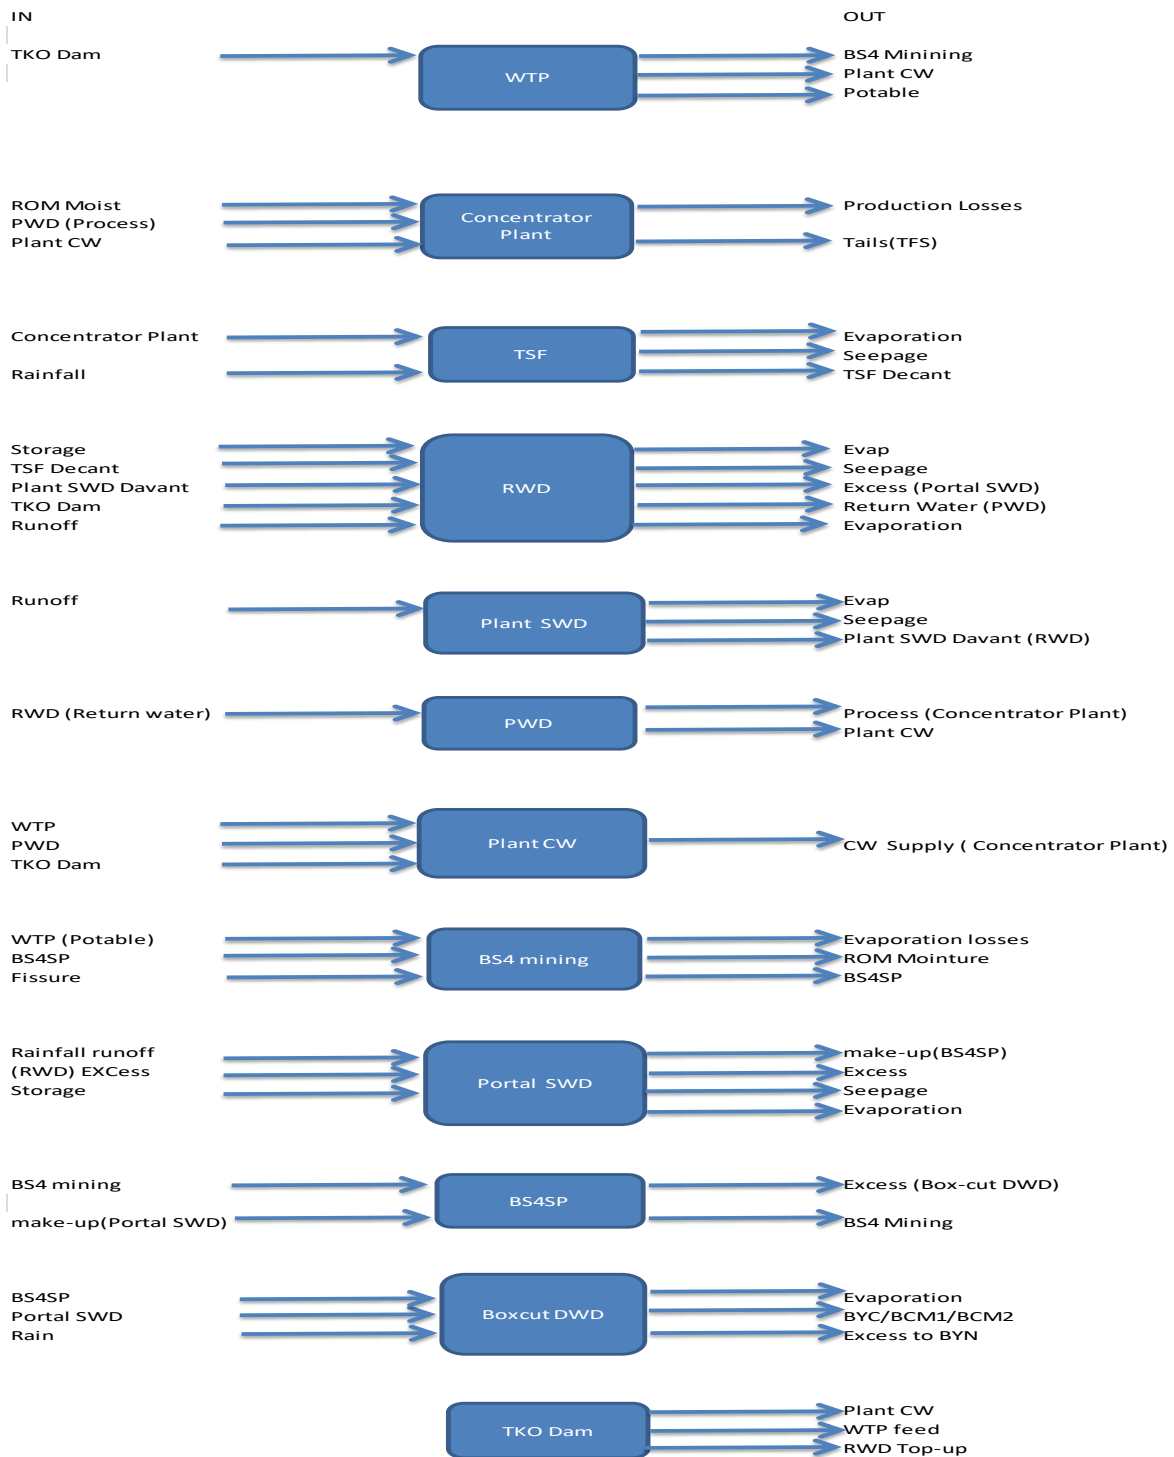 IN OUT
TKO Dam WTP BS4 Minining
Plant CW
Potable
ROM Moist Concentrator Plant Production Losses
PWD (Process)
Plant CW Tails(TFS)
Concentrator Plant TSF Evaporation
Seepage
Rainfall TSF Decant
Storage RWD Evap
TSF Decant Seepage
Plant SWD Davant Excess (Portal SWD)
TKO Dam Return Water (PWD)
Runoff Evaporation
Runoff Plant SWD Evap
Seepage
Plant SWD Davant (RWD)
RWD (Return water) PWD Process (Concentrator Plant)
Plant CW
WTP Plant CW CW Supply ( Concentrator Plant)
PWD
TKO Dam
WTP (Potable) BS4 mining Evaporation losses
BS4SP ROM Mointure
Fissure BS4SP
Rainfall runoff Portal SWD make-up(BS4SP)
(RWD) EXCess Excess
Storage Seepage
Evaporation
BS4 mining BS4SP Excess (Box-cut DWD)
make-up(Portal SWD) BS4 Mining
BS4SP Boxcut DWD Evaporation
Portal SWD BYC/BCM1/BCM2
Rain Excess to BYN
TKO Dam Plant CW
WTP feed
RWD Top-up